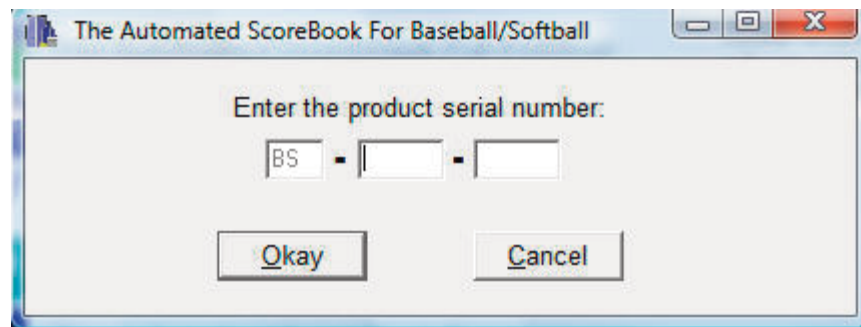 The Automated ScoreBook For Baseball/Softball
Enter the product serial number:
BS - -
Okay Cancel